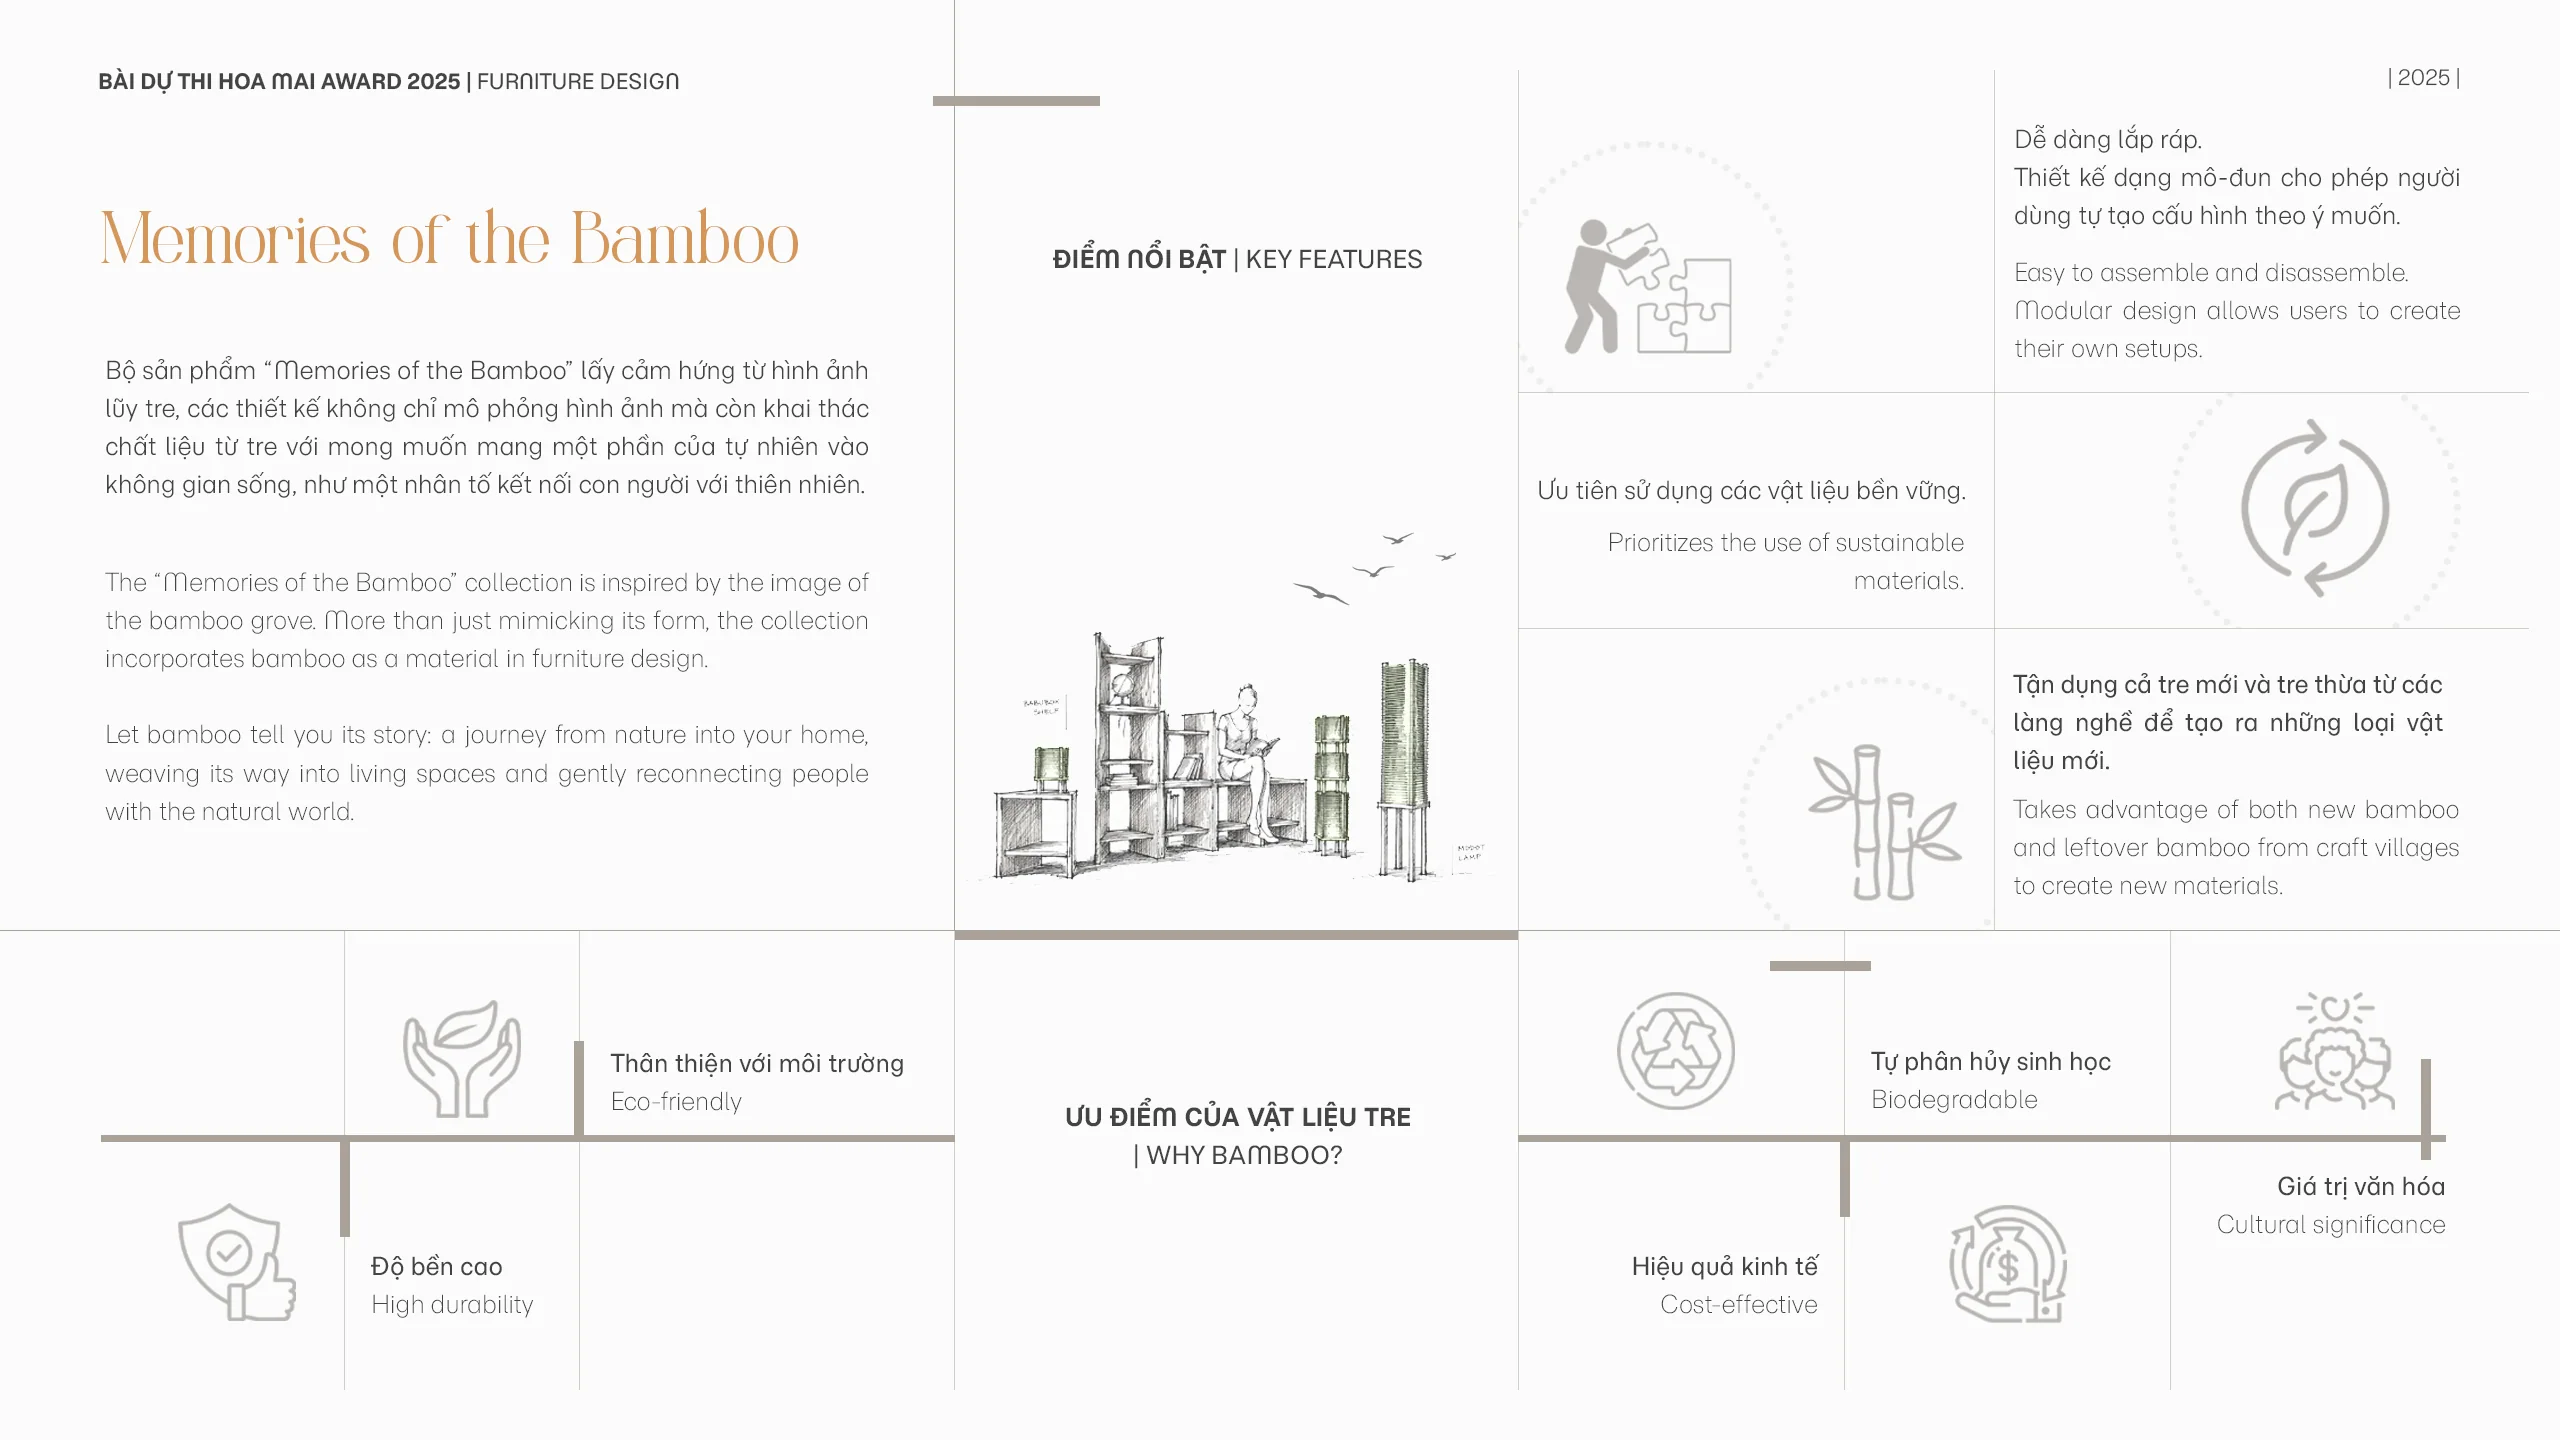 BÀI DỰ THI HOA MAI AWARD 2025 | FURNITURE DESIGN
| 2025 |
Memories of the Bamboo
Bộ sản phẩm “Memories of the Bamboo” lấy cảm hứng từ hình ảnh
lũy tre, các thiết kế không chỉ mô phỏng hình ảnh mà còn khai thác
chất liệu từ tre với mong muốn mang một phần của tự nhiên vào
không gian sống, như một nhân tố kết nối con người với thiên nhiên.
The “Memories of the Bamboo” collection is inspired by the image of
the bamboo grove. More than just mimicking its form, the collection
incorporates bamboo as a material in furniture design.
Let bamboo tell you its story: a journey from nature into your home,
weaving its way into living spaces and gently reconnecting people
with the natural world.
ĐIỂM NỔI BẬT | KEY FEATURES
SHELF
LAMP
Dễ dàng lắp ráp.
Thiết kế dạng mô-đun cho phép người
dùng tự tạo cấu hình theo ý muốn.
Easy to assemble and disassemble.
Modular design allows users to create
their own setups.
Ưu tiên sử dụng các vật liệu bền vững.
Prioritizes the use of sustainable
materials.
Tận dụng cả tre mới và tre thừa từ các
làng nghề để tạo ra những loại vật
liệu mới.
Takes advantage of both new bamboo
and leftover bamboo from craft villages
to create new materials.
Thân thiện với môi trường
Eco-friendly
Độ bền cao
High durability
ƯU ĐIỂM CỦA VẬT LIỆU TRE
| WHY BAMBOO?
Tự phân hủy sinh học
Biodegradable
Hiệu quả kinh tế
Cost-effective
$
Giá trị văn hóa
Cultural significance